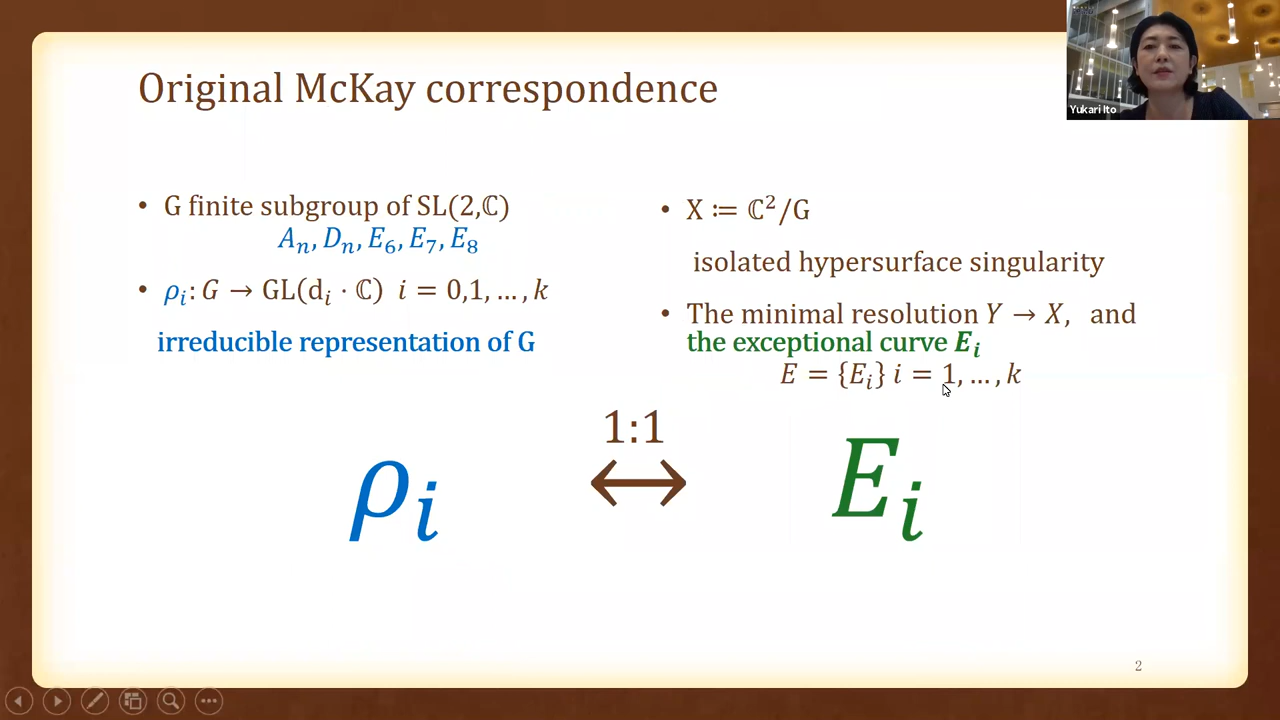 Original McKay correspondence
Yukari Ito
• G finite subgroup of SL(2,ℂ)
Aₙ, Dₙ, E₆, E₇, E₈
• ρᵢ: G → GL(dᵢ · ℂ) i = 0,1, … , k
irreducible representation of G
• X ≔ ℂ²/G
isolated hypersurface singularity
• The minimal resolution Y → X, and
the exceptional curve Eᵢ
E = {Eᵢ} i = 1, … , k
1:1
ρᵢ ↔ Eᵢ
2